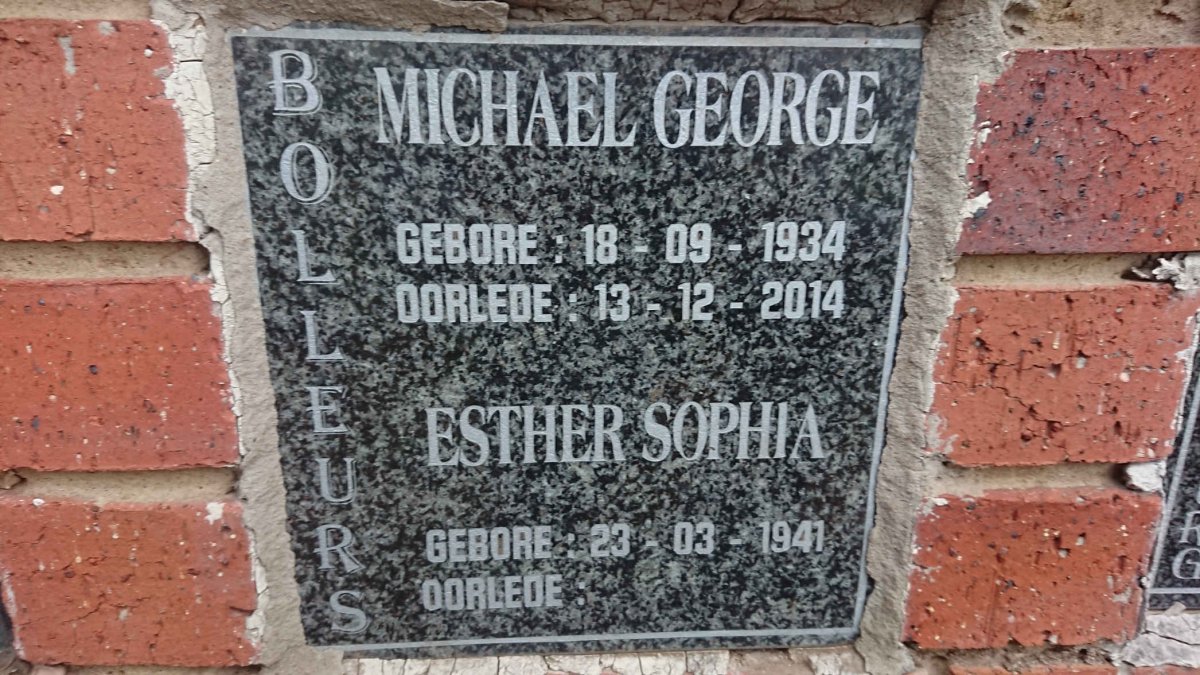 BOLLEURS
MICHAEL GEORGE
GEBORE : 18 - 09 - 1934
OORLEDE : 13 - 12 - 2014
ESTHER SOPHIA
GEBORE : 23 - 03 - 1941
OORLEDE :